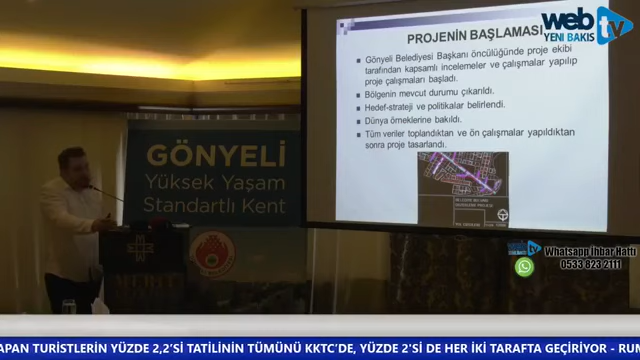 web tv
YENİ BAKIŞ
PROJENİN BAŞLAMASI
Gönyeli Belediyesi Başkanı öncülüğünde proje ekibi
tarafından kapsamlı incelemeler ve çalışmalar yapılıp
proje çalışmaları başladı.
Bölgenin mevcut durumu çıkarıldı.
Hedef-strateji ve politikalar belirlendi.
Dünya örneklerine bakıldı.
Tüm veriler toplandıktan ve ön çalışmalar yapıldıktan
sonra proje tasarlandı.
GÖNYELİ
Yüksek Yaşam
Standartlı Kent
MERIT
web tv
Whatsapp İhbar Hattı
0533 823 2111
APAN TURİSTLERİN YÜZDE 2,2'Sİ TATİLİNİN TÜMÜNÜ KKTC'DE, YÜZDE 2'Sİ DE HER İKİ TARAFTA GEÇİRİYOR - RUM